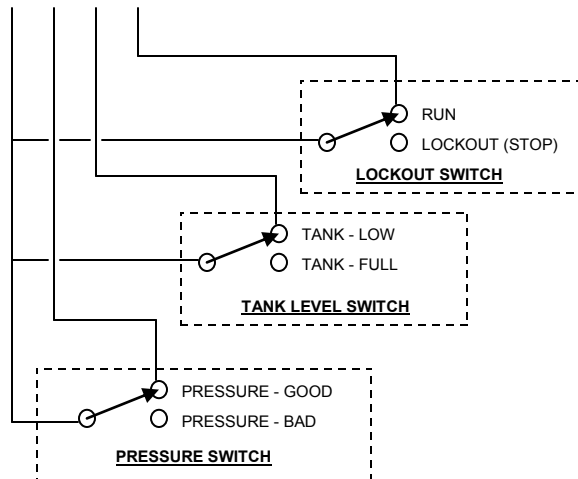 RUN
LOCKOUT (STOP)
LOCKOUT SWITCH
TANK - LOW
TANK - FULL
TANK LEVEL SWITCH
PRESSURE - GOOD
PRESSURE - BAD
PRESSURE SWITCH